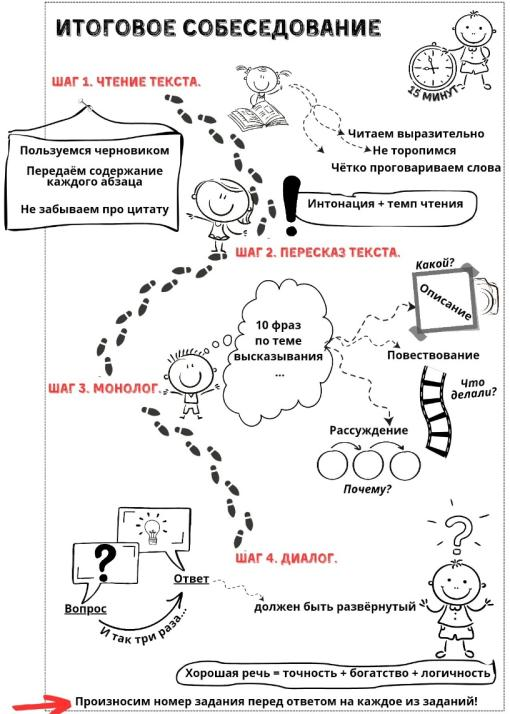 ИТОГОВОЕ СОБЕСЕДОВАНИЕ
15 МИНУТ
ШАГ 1. ЧТЕНИЕ ТЕКСТА.
Читаем выразительно
Не торопимся
Чётко проговариваем слова
Интонация + темп чтения
Пользуемся черновиком
Передаём содержание
каждого абзаца
Не забываем про цитату
ШАГ 2. ПЕРЕСКАЗ ТЕКСТА.
Какой?
Описание
10 фраз
по теме
высказывания
...
Повествование
Что
делали?
ШАГ 3. МОНОЛОГ.
Рассуждение
Почему?
?
?
ШАГ 4. ДИАЛОГ.
Ответ
Вопрос
И так три раза...
должен быть развёрнутый
Хорошая речь = точность + богатство + логичность
Произносим номер задания перед ответом на каждое из заданий!